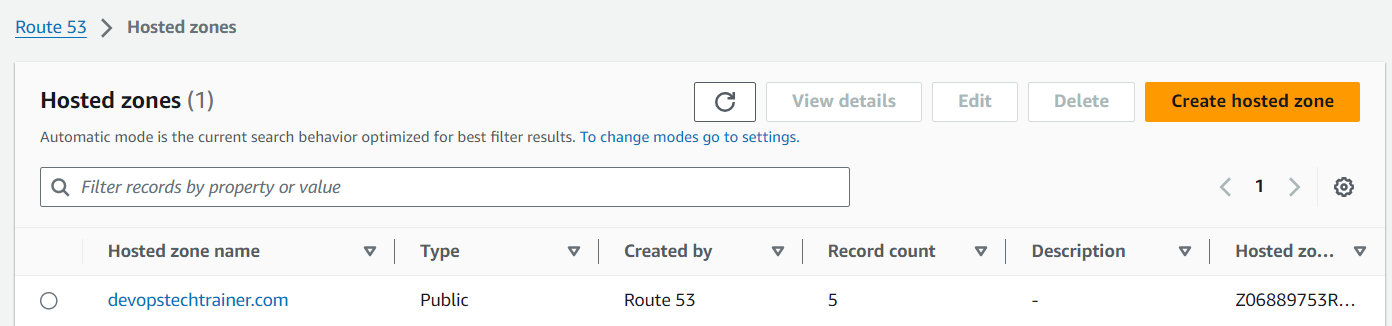 Route 53 > Hosted zones
Hosted zones (1)
View details
Edit
Delete
Create hosted zone
Automatic mode is the current search behavior optimized for best filter results. To change modes go to settings.
Filter records by property or value
1
Hosted zone name
Type
Created by
Record count
Description
Hosted zo...
devopstechtrainer.com
Public
Route 53
5
-
Z06889753R...